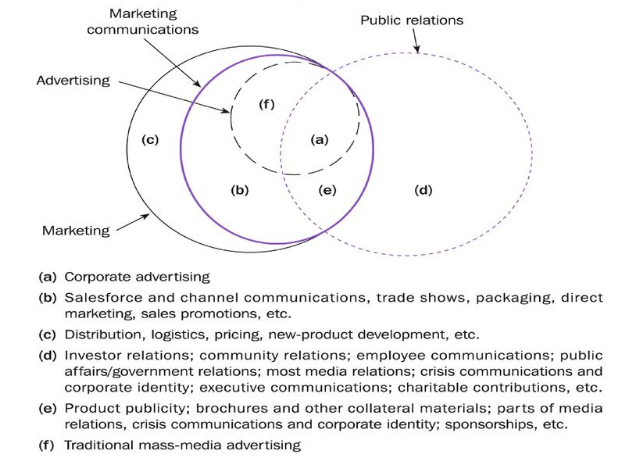 Marketing
communications
Public relations
Advertising
(f)
(c)
(a)
(b)
(e)
(d)
Marketing
(a) Corporate advertising
(b) Salesforce and channel communications, trade shows, packaging, direct
marketing, sales promotions, etc.
(c) Distribution, logistics, pricing, new-product development, etc.
(d) Investor relations; community relations; employee communications; public
affairs/government relations; most media relations; crisis communications and
corporate identity; executive communications; charitable contributions, etc.
(e) Product publicity; brochures and other collateral materials; parts of media
relations, crisis communications and corporate identity; sponsorships, etc.
(f) Traditional mass-media advertising